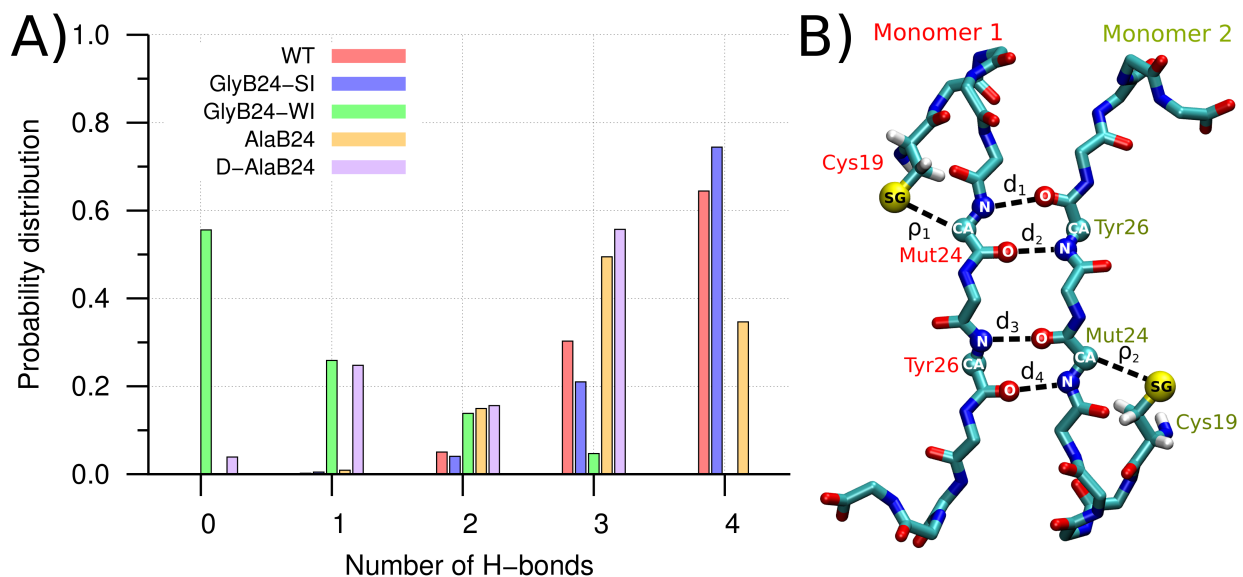 A)
1.0
0.8
0.6
0.4
0.2
0.0
Probability distribution
WT
GlyB24−SI
GlyB24−WI
AlaB24
D−AlaB24
0 1 2 3 4
Number of H−bonds
B)
Monomer 1 Monomer 2
Cys19
SG
N d₁ O
ρ₁ CA CA Tyr26
Mut24 O d₂ N
N d₃ O Mut24
Tyr26 CA CA ρ₂
O d₄ N SG
Cys19